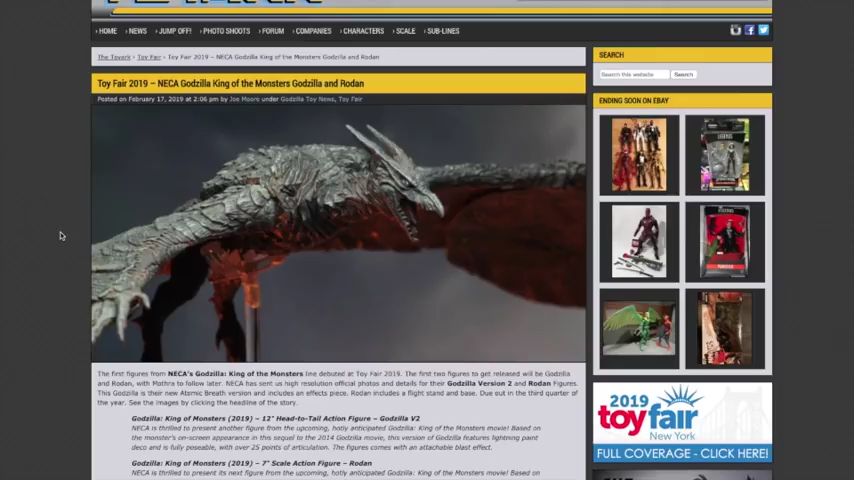 › HOME › NEWS › JUMP OFF! › PHOTO SHOOTS › FORUM › COMPANIES › CHARACTERS › SCALE › SUB-LINES
The Toyark › Toy Fair › Toy Fair 2019 – NECA Godzilla King of the Monsters Godzilla and Rodan
Toy Fair 2019 – NECA Godzilla King of the Monsters Godzilla and Rodan
Posted on February 17, 2019 at 2:06 pm by Joe Moore under Godzilla Toy News, Toy Fair
The first figures from NECA's Godzilla: King of the Monsters line debuted at Toy Fair 2019. The first two figures to get released will be Godzilla
and Rodan, with Mothra to follow later. NECA has sent us high resolution official photos and details for their Godzilla Version 2 and Rodan Figures.
This Godzilla is their new Atomic Breath version and includes an effects piece. Rodan includes a flight stand and base. Due out in the third quarter of
the year. See the images by clicking the headline of the story.
Godzilla: King of Monsters (2019) – 12" Head-to-Tail Action Figure – Godzilla V2
NECA is thrilled to present another figure from the upcoming, hotly anticipated Godzilla: King of the Monsters movie! Based on
the monster's on-screen appearance in this sequel to the 2014 Godzilla movie, this version of Godzilla features lightning paint
deco and is fully poseable, with over 25 points of articulation. The figures comes with an attachable blast effect.
Godzilla: King of Monsters (2019) – 7" Scale Action Figure – Rodan
NECA is thrilled to present its next figure from the upcoming, hotly anticipated Godzilla: King of the Monsters movie! Based on
SEARCH
Search this website Search
ENDING SOON ON EBAY
2019
toyfair
New York
FULL COVERAGE - CLICK HERE!